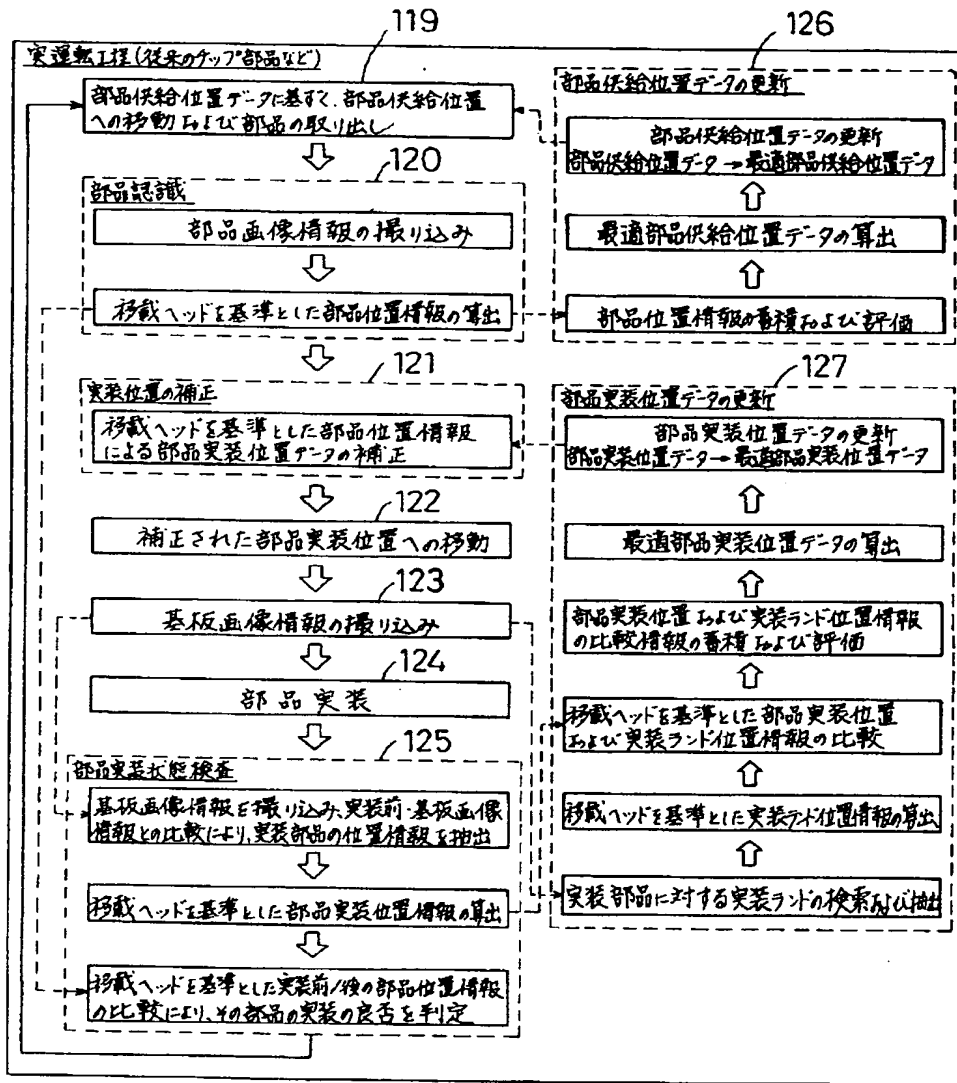 119
126
実運転工程(従来のチップ部品など)
部品供給位置データに基ずく、部品供給位置
への移動および部品の取り出し
120
部品認識
部品画像情報の撮り込み
移載ヘッドを基準とした部品位置情報の算出
121
実装位置の補正
移載ヘッドを基準とした部品位置情報
による部品実装位置データの補正
122
補正された部品実装位置への移動
123
基板画像情報の撮り込み
124
部品実装
125
部品実装状態検査
基板画像情報を撮り込み、実装前・基板画像
情報との比較により、実装部品の位置情報を抽出
移載ヘッドを基準とした部品実装位置情報の算出
移載ヘッドを基準とした実装前/後の部品位置情報
の比較により、その部品の実装の良否を判定
部品供給位置データの更新
部品供給位置データの更新
部品供給位置データ→最適部品供給位置データ
最適部品供給位置データの算出
部品位置情報の蓄積および評価
127
部品実装位置データの更新
部品実装位置データの更新
部品実装位置データ→最適部品実装位置データ
最適部品実装位置データの算出
部品実装位置および実装ランド位置情報
の比較情報の蓄積および評価
移載ヘッドを基準とした部品実装位置
および実装ランド位置情報の比較
移載ヘッドを基準とした実装ランド位置情報の算出
実装部品に対する実装ランドの検索および抽出